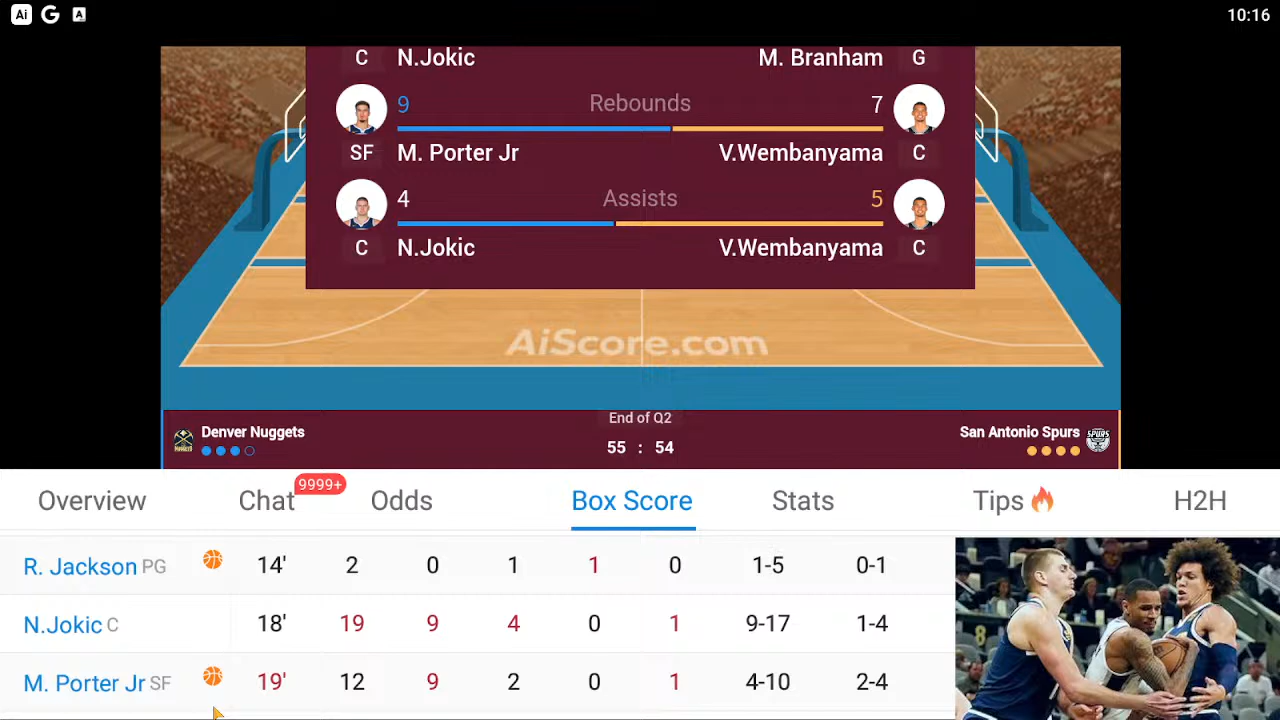 Ai G A 10:16
C N.Jokic M. Branham G
9 Rebounds 7
SF M. Porter Jr V.Wembanyama C
4 Assists 5
C N.Jokic V.Wembanyama C
AiScore.com
End of Q2
Denver Nuggets 55 : 54 San Antonio Spurs
SPURS
Overview Chat 9999+ Odds Box Score Stats Tips H2H
R. Jackson PG 14' 2 0 1 1 0 1-5 0-1
N.Jokic C 18' 19 9 4 0 1 9-17 1-4
M. Porter Jr SF 19' 12 9 2 0 1 4-10 2-4